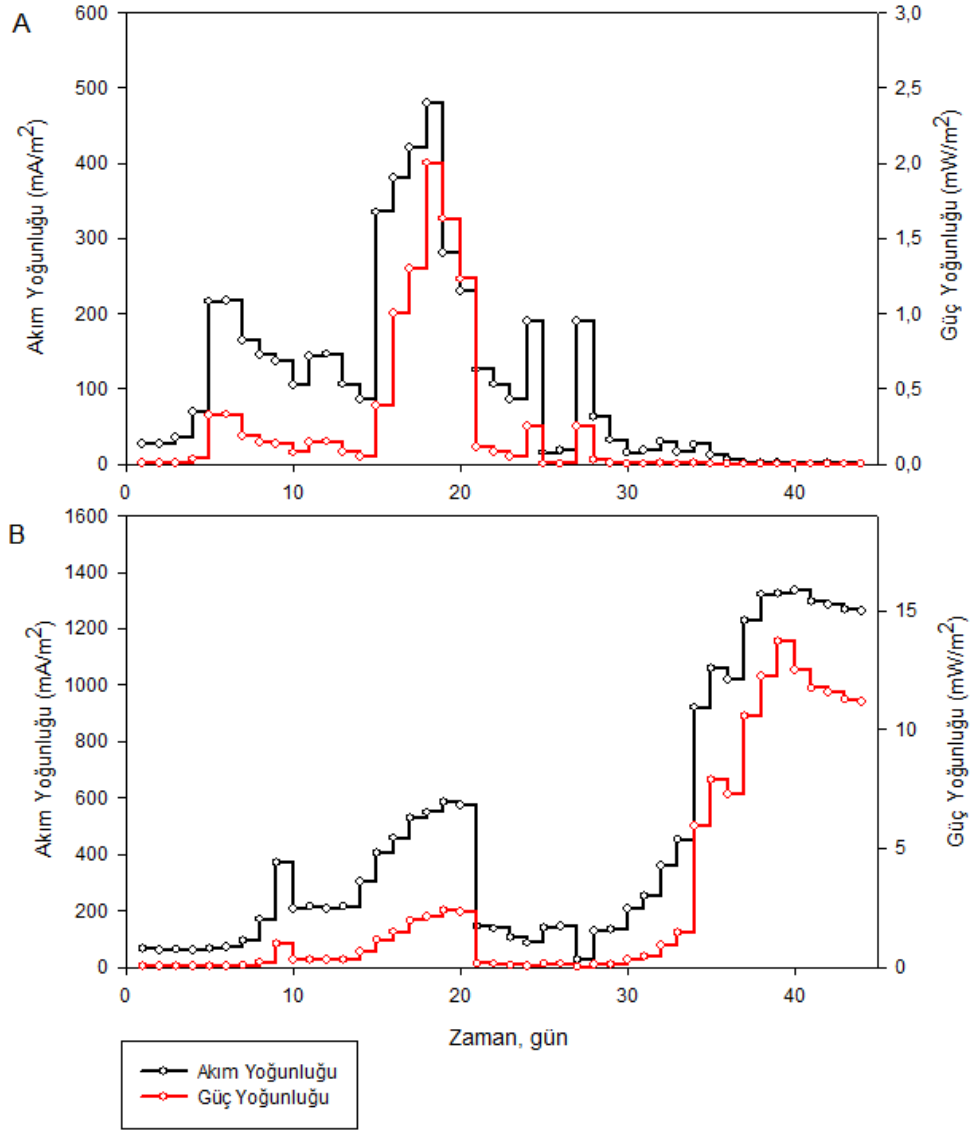 A
600
500
400
300
200
100
0
Akım Yoğunluğu (mA/m²)
3,0
2,5
2,0
1,5
1,0
0,5
0,0
Güç Yoğunluğu (mW/m²)
0 10 20 30 40
B
1600
1400
1200
1000
800
600
400
200
0
Akım Yoğunluğu (mA/m²)
15
10
5
0
Güç Yoğunluğu (mW/m²)
0 10 20 30 40
Zaman, gün
Akım Yoğunluğu
Güç Yoğunluğu